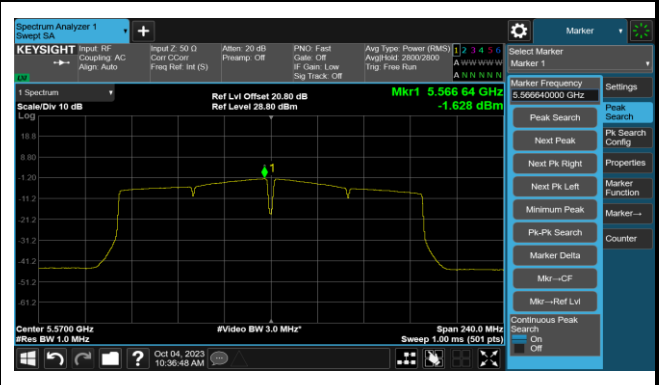 Spectrum Analyzer 1
Swept SA
Marker
KEYSIGHT
Input: RF
Coupling: AC
Align: Auto
Input Z: 50 Ω
Corr CCorr
Freq Ref: Int (S)
Atten: 20 dB
Preamp: Off
PNO: Fast
Gate: Off
IF Gain: Low
Sig Track: Off
Avg Type: Power (RMS)
Avg|Hold: 2800/2800
Trig: Free Run
1 2 3 4 5 6
A W W W W W
A N N N N N
Select Marker
Marker 1
1 Spectrum
Scale/Div 10 dB
Log
Ref Lvl Offset 20.80 dB
Ref Level 28.80 dBm
Mkr1 5.566 64 GHz
-1.628 dBm
18.8
8.80
-1.20
-11.2
-21.2
-31.2
-41.2
-51.2
-61.2
1
Center 5.5700 GHz
#Res BW 1.0 MHz
#Video BW 3.0 MHz*
Span 240.0 MHz
Sweep 1.00 ms (501 pts)
Marker Frequency
5.566640000 GHz
Peak Search
Next Peak
Next Pk Right
Next Pk Left
Minimum Peak
Pk-Pk Search
Marker Delta
Mkr→CF
Mkr→Ref Lvl
Continuous Peak
Search
On
Off
Settings
Peak
Search
Pk Search
Config
Properties
Marker
Function
Marker→
Counter
Oct 04, 2023
10:36:48 AM